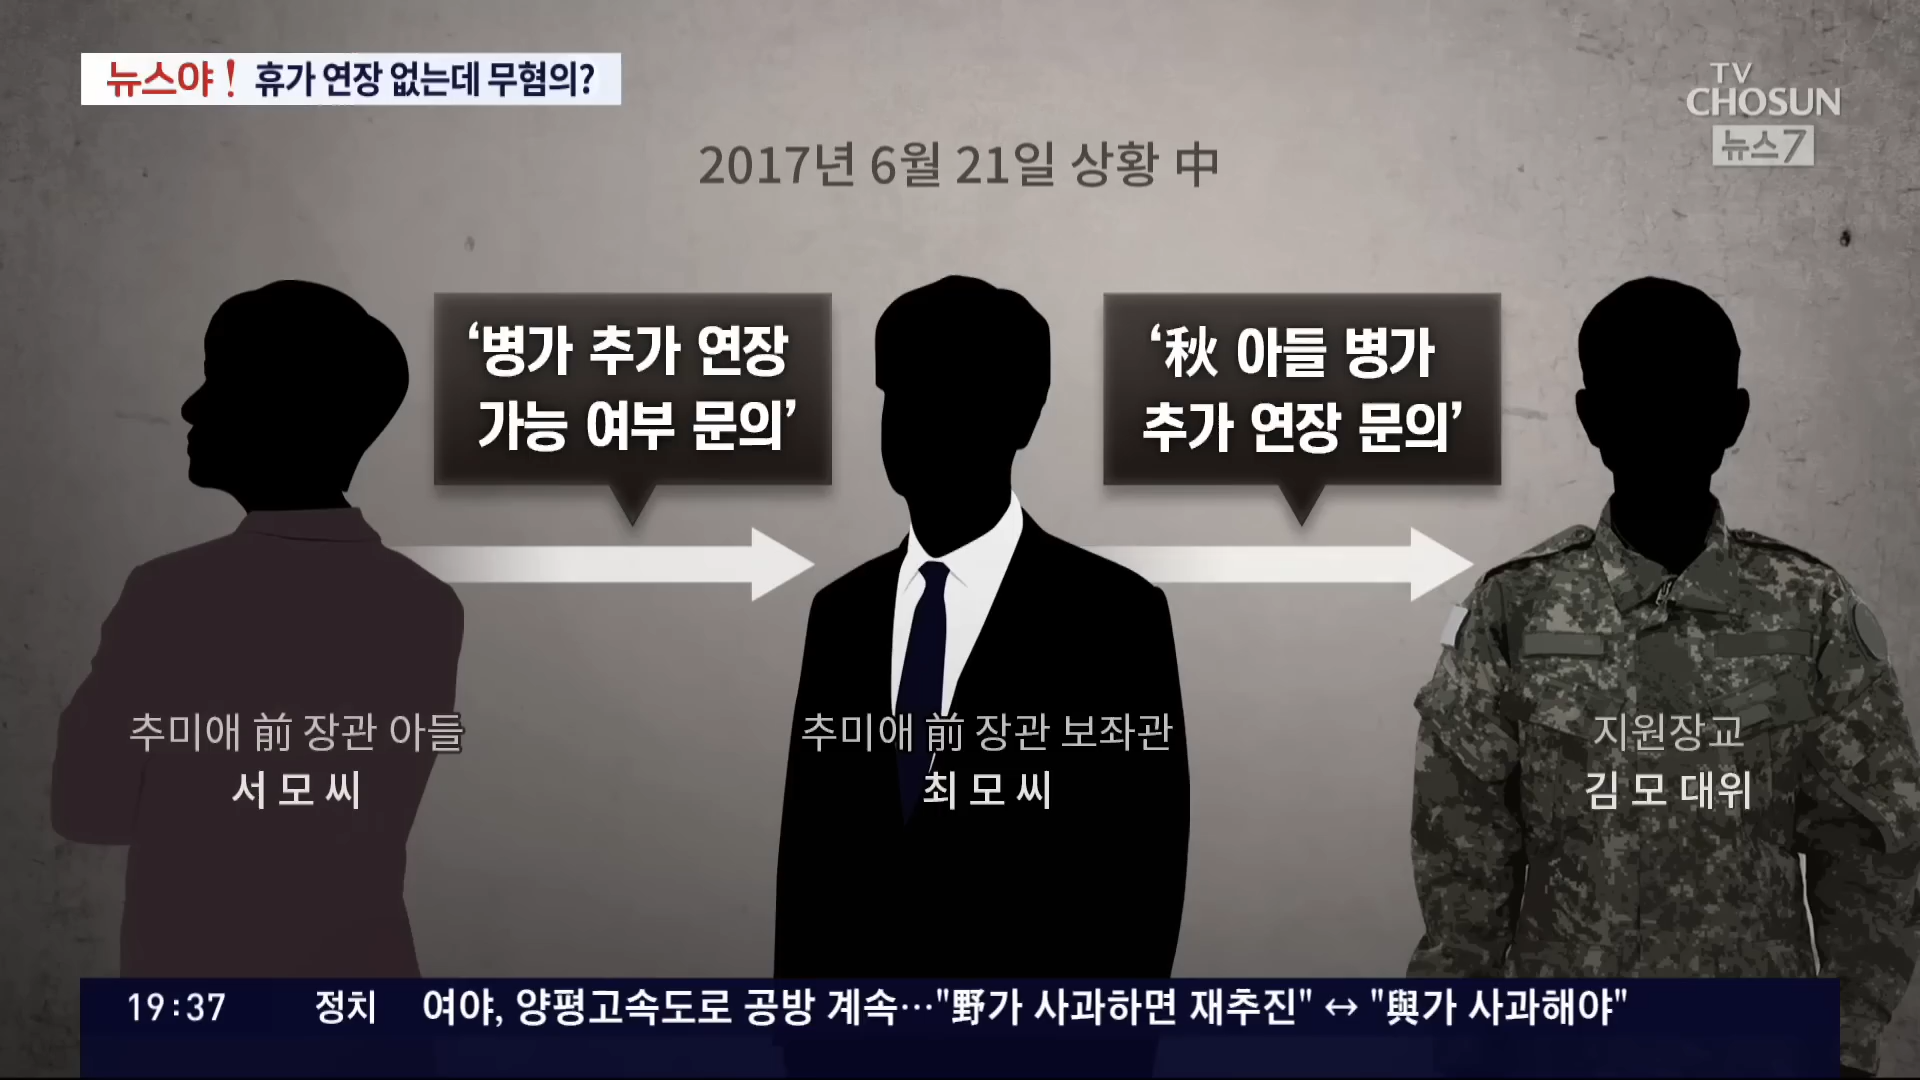 뉴스야! 휴가 연장 없는데 무혐의?
TV
CHOSUN
뉴스7
2017년 6월 21일 상황 中
‘병가 추가 연장
가능 여부 문의’
‘秋 아들 병가
추가 연장 문의’
추미애 前 장관 아들
서 모 씨
추미애 前 장관 보좌관
최 모 씨
지원장교
김 모 대위
19:37 정치 여야, 양평고속도로 공방 계속…"野가 사과하면 재추진" ↔ "與가 사과해야"